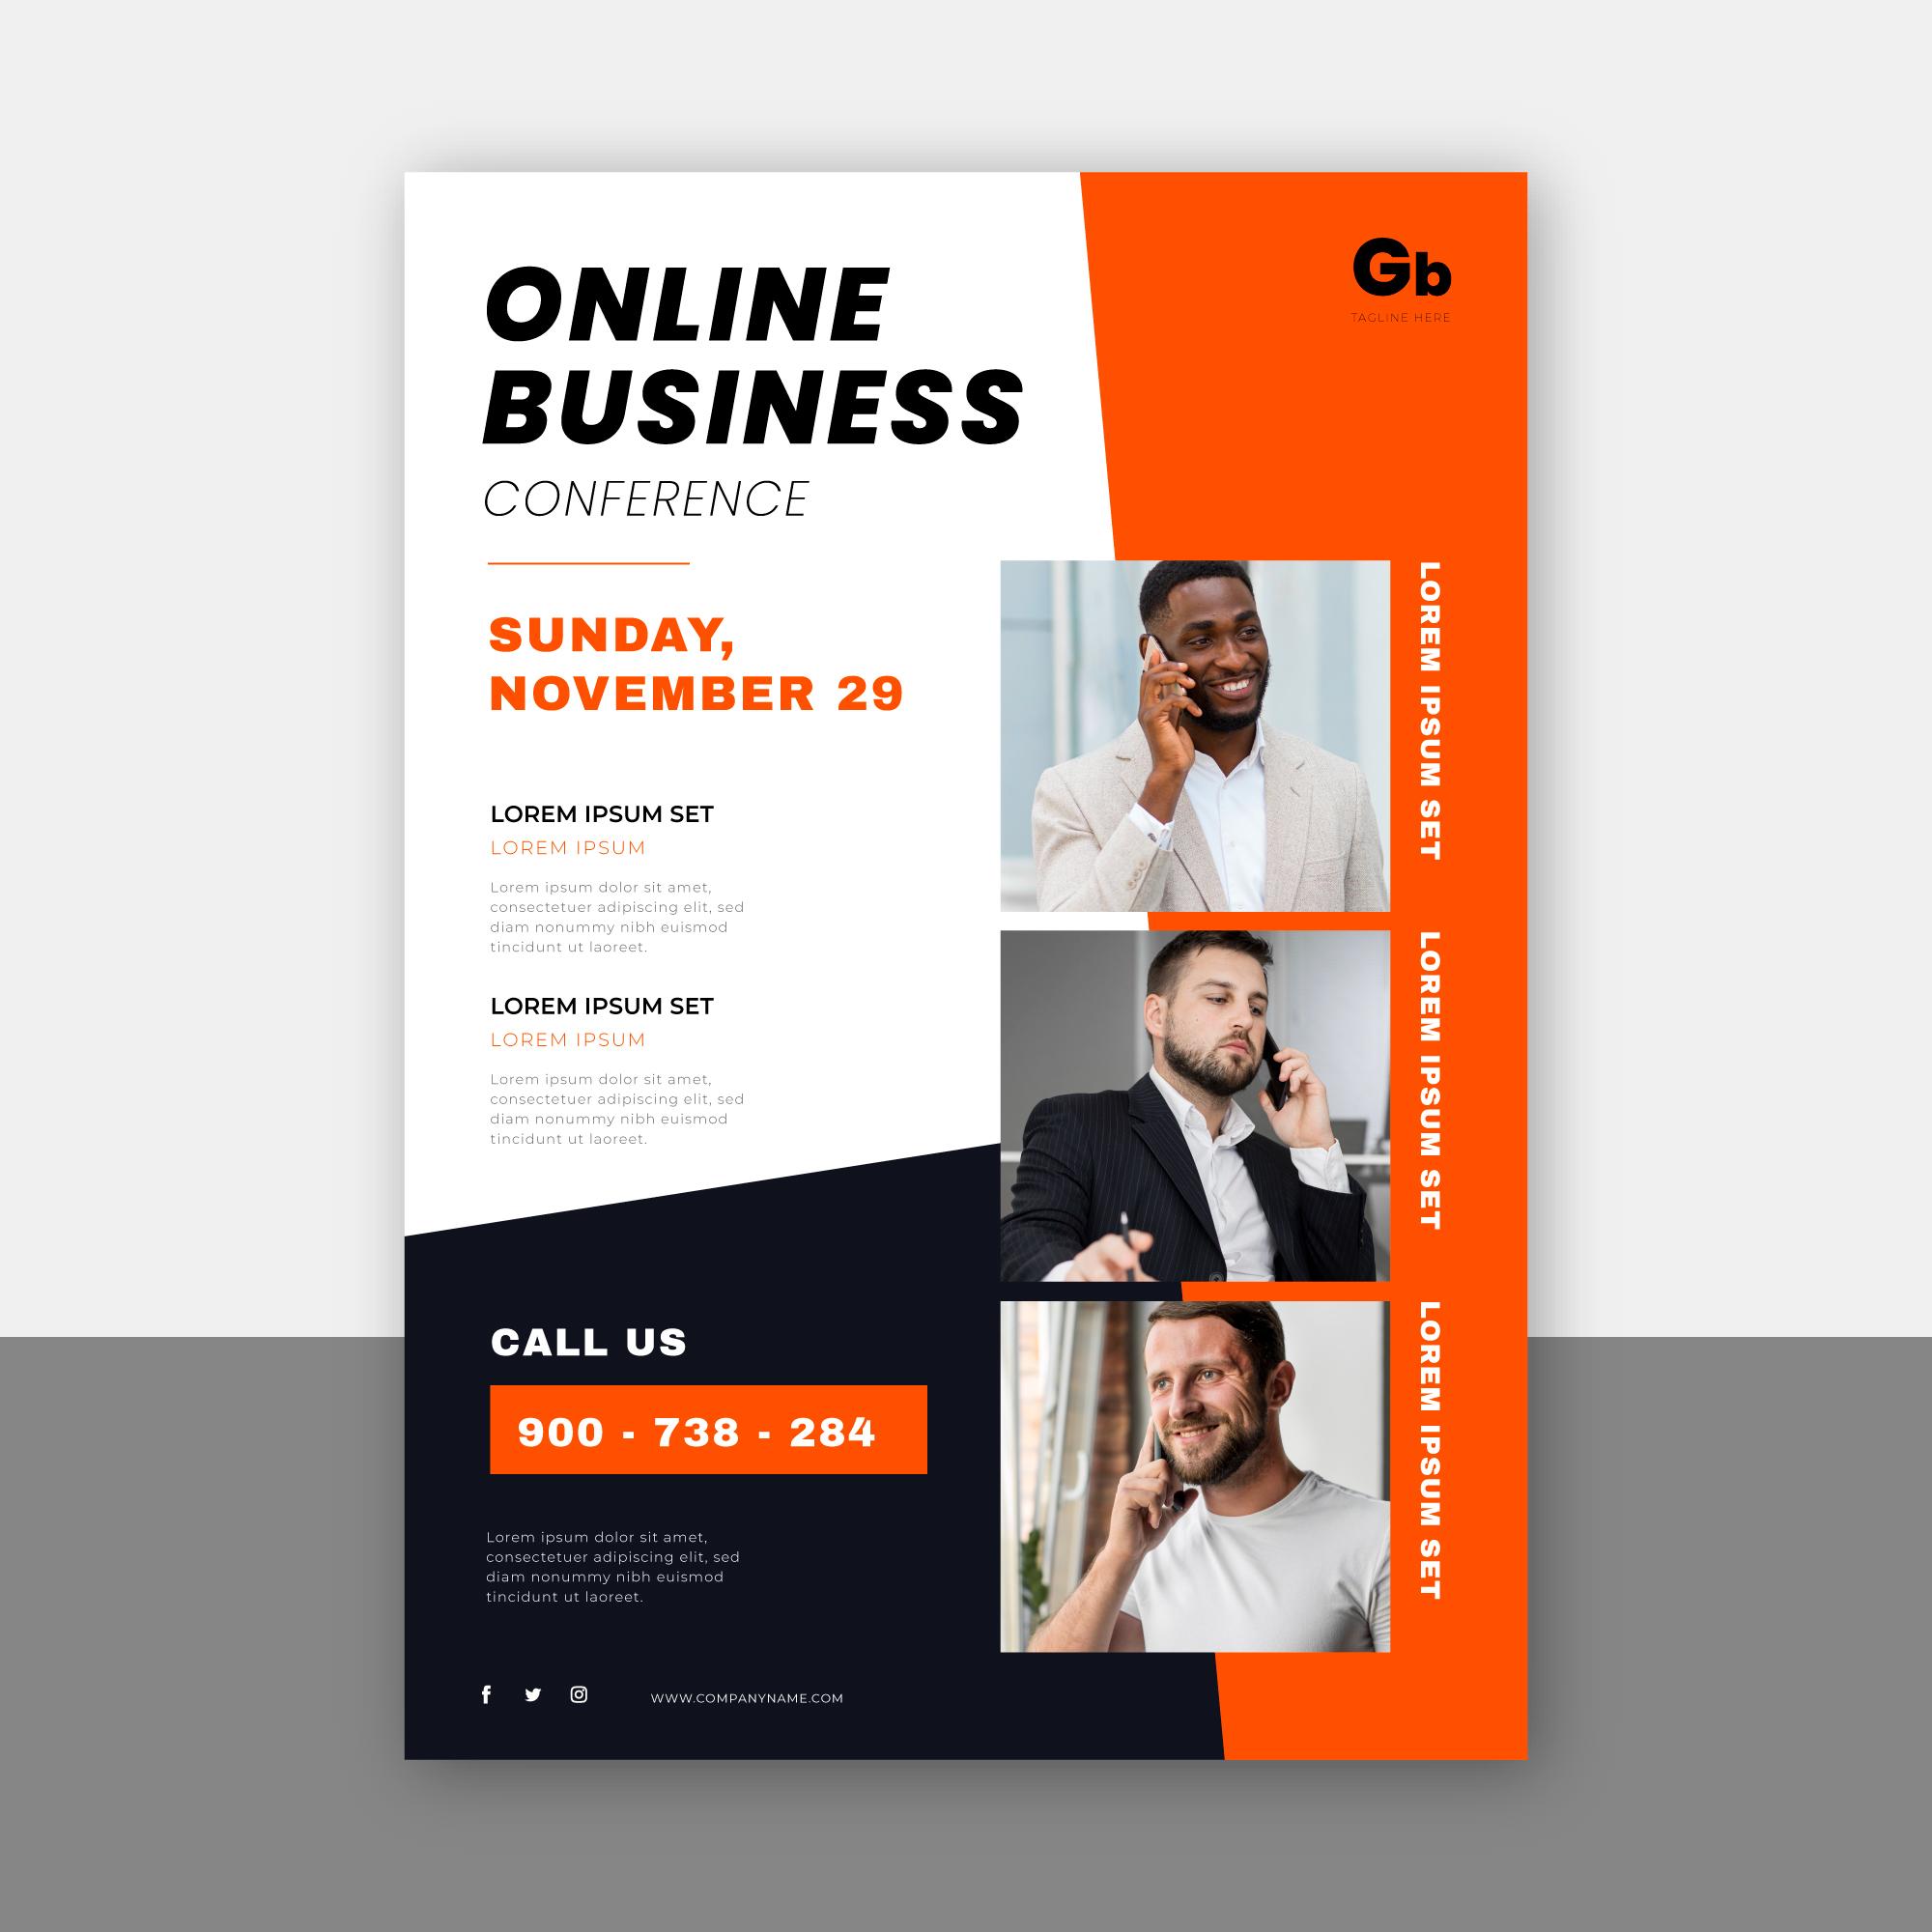 Gb
TAGLINE HERE
ONLINE
BUSINESS
CONFERENCE
SUNDAY,
NOVEMBER 29
LOREM IPSUM SET
LOREM IPSUM
Lorem ipsum dolor sit amet,
consectetuer adipiscing elit, sed
diam nonummy nibh euismod
tincidunt ut laoreet.
LOREM IPSUM SET
LOREM IPSUM
Lorem ipsum dolor sit amet,
consectetuer adipiscing elit, sed
diam nonummy nibh euismod
tincidunt ut laoreet.
LOREM IPSUM SET
LOREM IPSUM SET
LOREM IPSUM SET
CALL US
900 - 738 - 284
Lorem ipsum dolor sit amet,
consectetuer adipiscing elit, sed
diam nonummy nibh euismod
tincidunt ut laoreet.
WWW.COMPANYNAME.COM